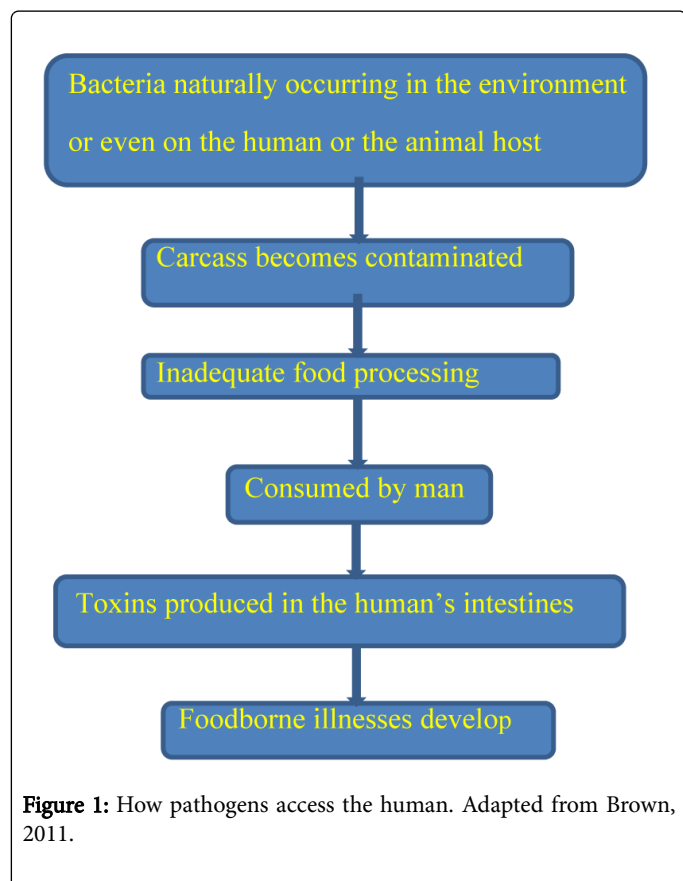 Bacteria naturally occurring in the environment
or even on the human or the animal host
Carcass becomes contaminated
Inadequate food processing
Consumed by man
Toxins produced in the human's intestines
Foodborne illnesses develop
Figure 1: How pathogens access the human. Adapted from Brown,
2011.